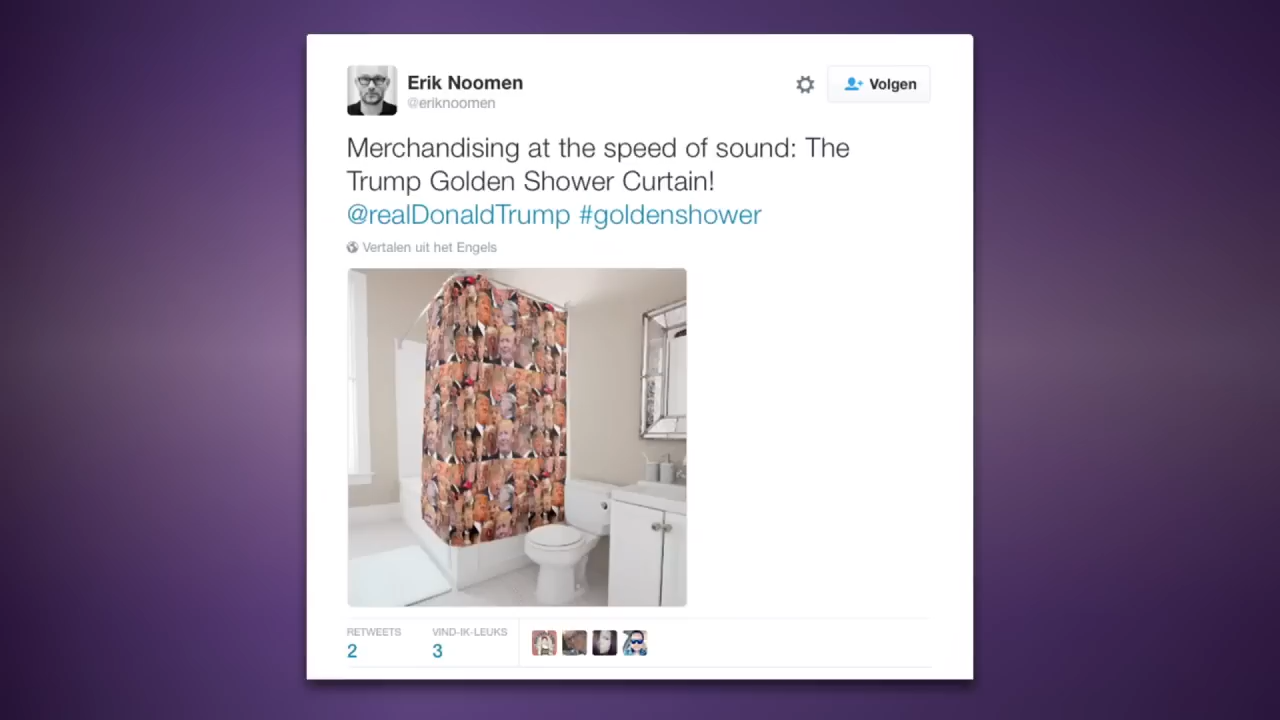 Erik Noomen
@eriknoomen
Volgen
Merchandising at the speed of sound: The
Trump Golden Shower Curtain!
@realDonaldTrump #goldenshower
Vertalen uit het Engels
RETWEETS
2
VIND-IK-LEUKS
3